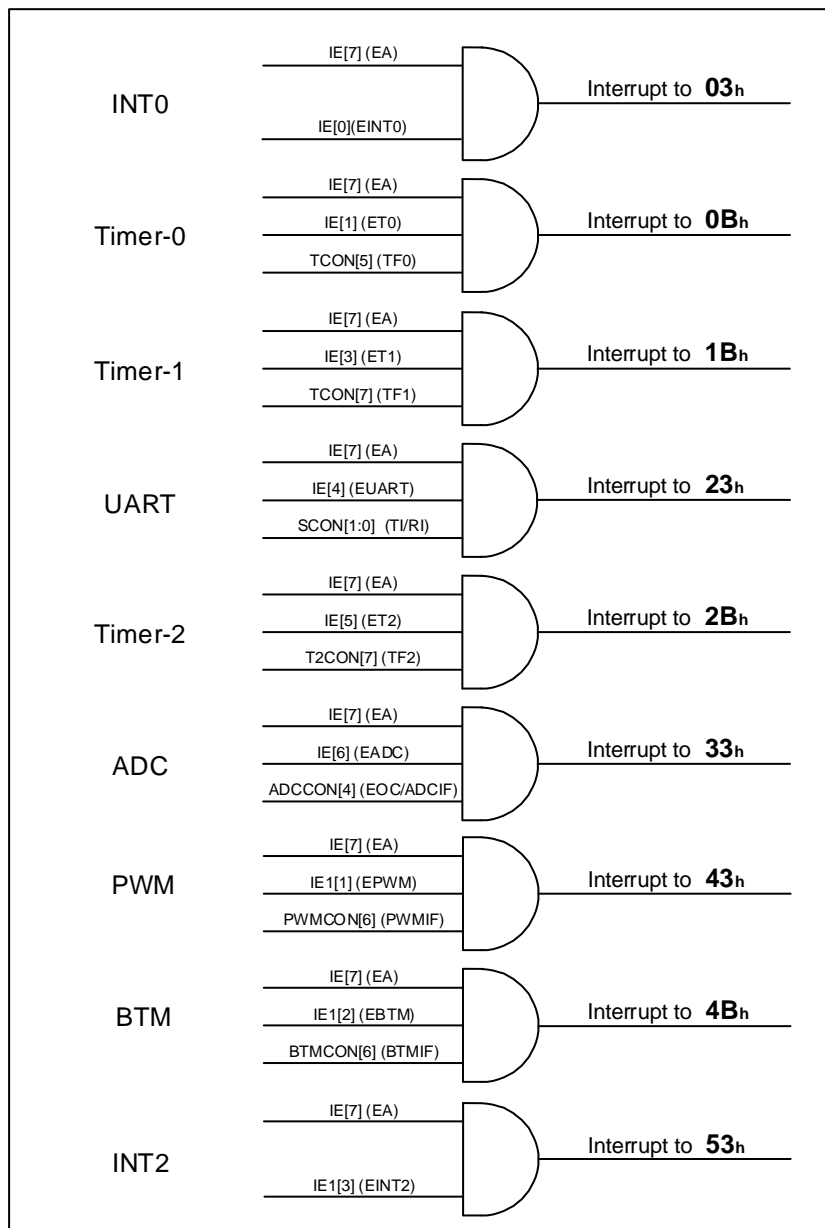 IE[7] (EA)
INT0
Interrupt to 03h
IE[0](EINT0)
IE[7] (EA)
Timer-0
IE[1] (ET0)
Interrupt to 0Bh
TCON[5] (TF0)
IE[7] (EA)
Timer-1
IE[3] (ET1)
Interrupt to 1Bh
TCON[7] (TF1)
IE[7] (EA)
UART
IE[4] (EUART)
Interrupt to 23h
SCON[1:0] (TI/RI)
IE[7] (EA)
Timer-2
IE[5] (ET2)
Interrupt to 2Bh
T2CON[7] (TF2)
IE[7] (EA)
ADC
IE[6] (EADC)
Interrupt to 33h
ADCCON[4] (EOC/ADCIF)
IE[7] (EA)
PWM
IE1[1] (EPWM)
Interrupt to 43h
PWMCON[6] (PWMIF)
IE[7] (EA)
BTM
IE1[2] (EBTM)
Interrupt to 4Bh
BTMCON[6] (BTMIF)
IE[7] (EA)
INT2
Interrupt to 53h
IE1[3] (EINT2)